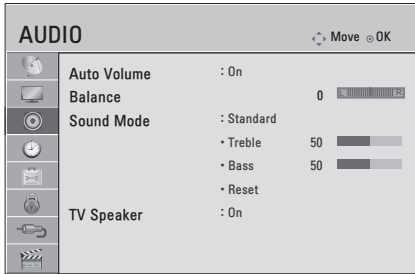 AUDIO Move OK
Auto Volume : On
Balance 0 L R
Sound Mode : Standard
• Treble 50
• Bass 50
• Reset
TV Speaker : On